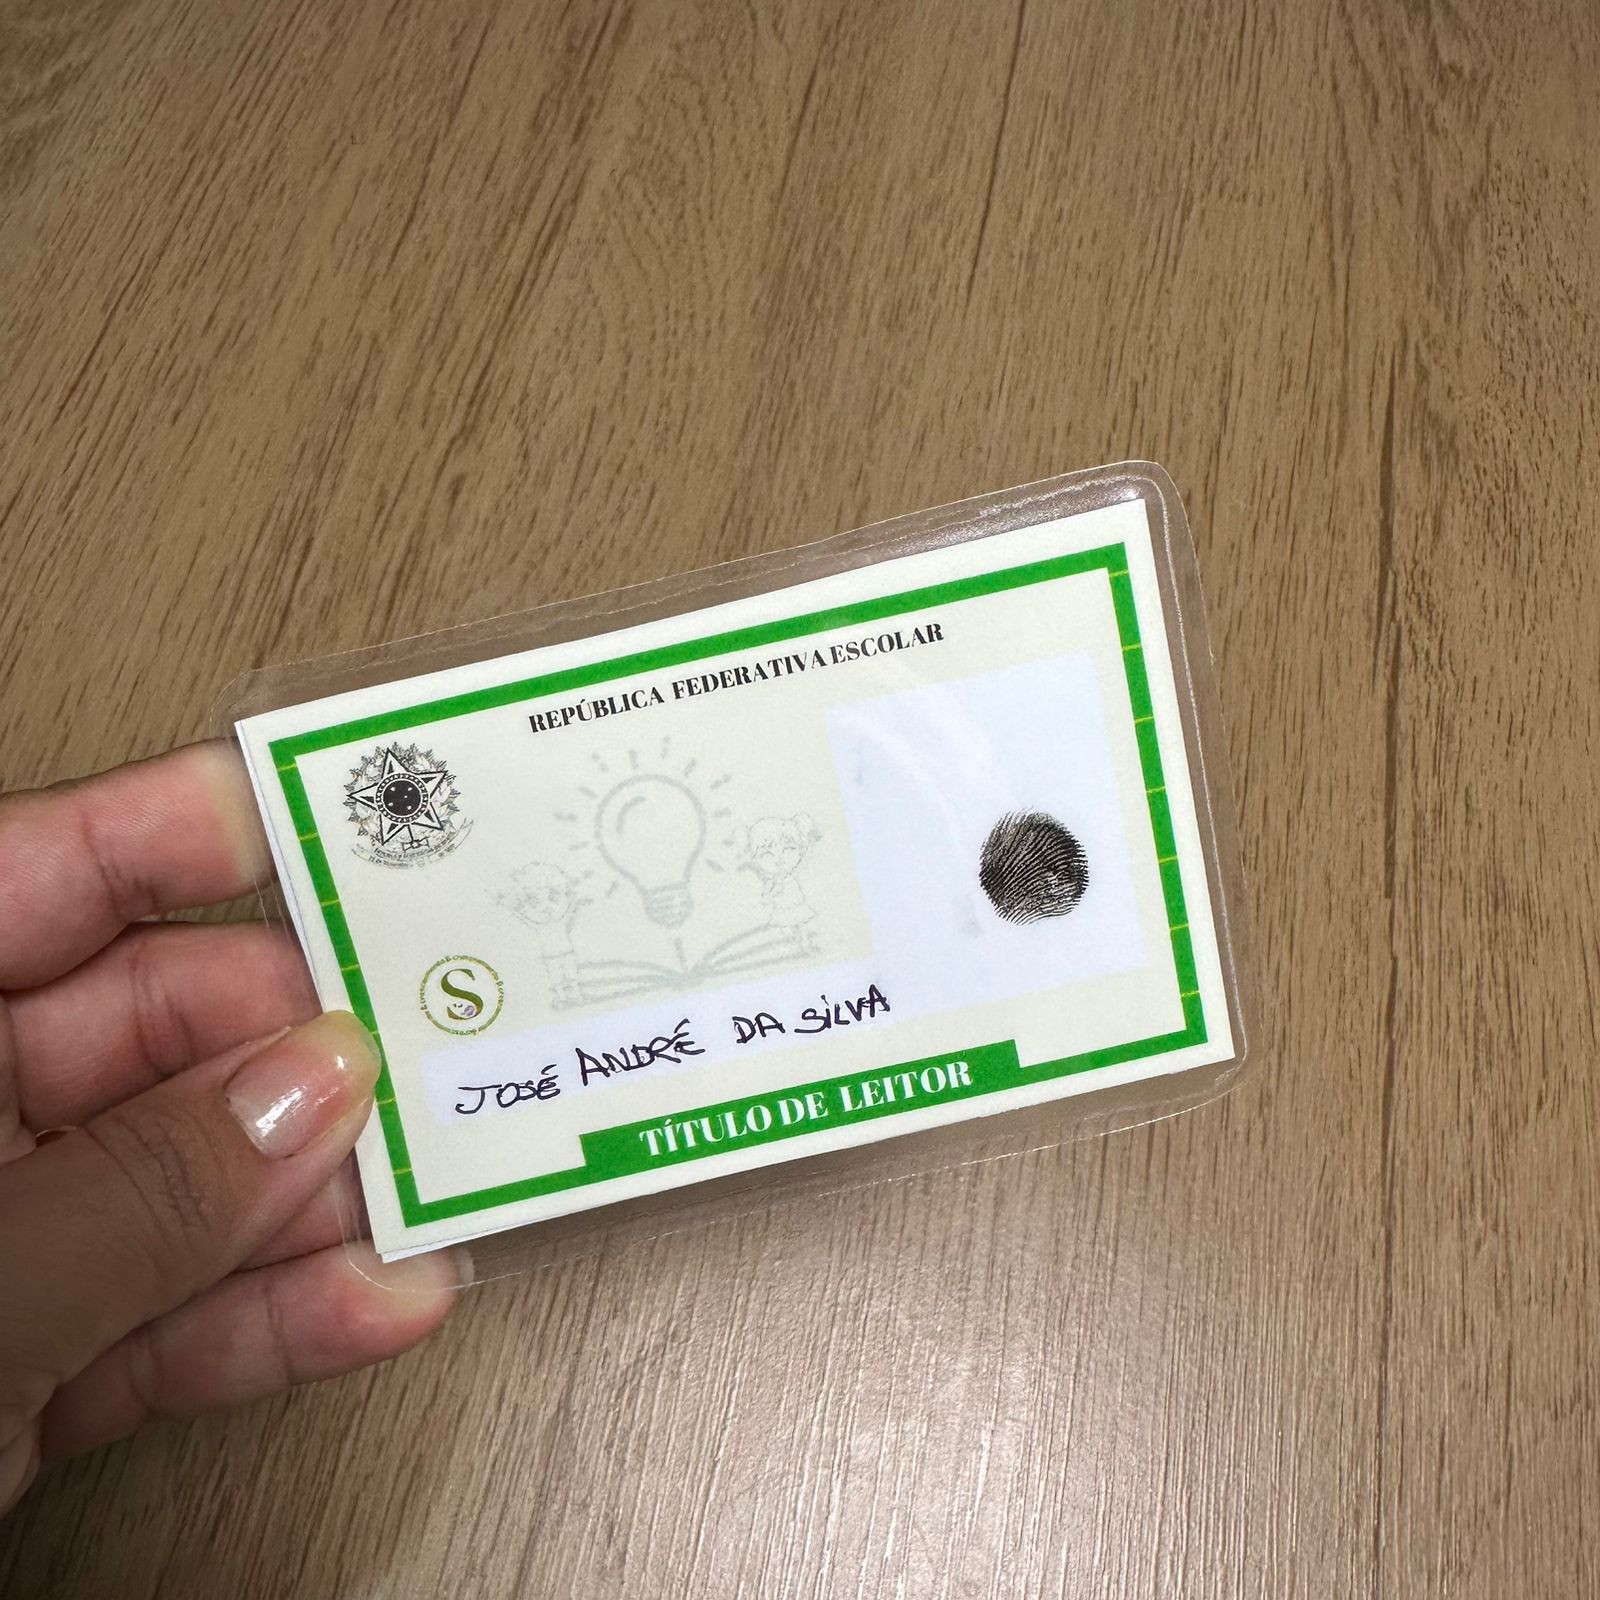 REPÚBLICA FEDERATIVA ESCOLAR
S
JOSÉ ANDRÉ DA SILVA
TÍTULO DE LEITOR